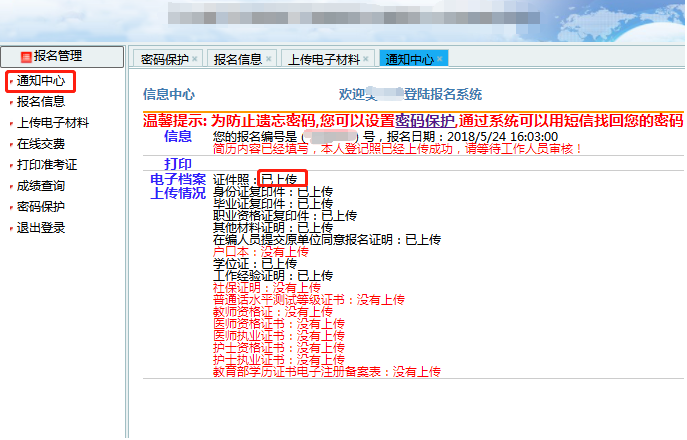 报名管理
通知中心
报名信息
上传电子材料
在线交费
打印准考证
成绩查询
密码保护
退出登录
密码保护× 报名信息× 上传电子材料× 通知中心×
信息中心 欢迎 登陆报名系统
温馨提示: 为防止遗忘密码,您可以设置密码保护,通过系统可以用短信找回您的密码
信息 您的报名编号是 ( ) 号，报名日期：2018/5/24 16:03:00
简历内容已经填写，本人登记照已经上传成功，请等待工作人员审核！
打印
电子档案上传情况
证件照：已上传
身份证复印件：已上传
毕业证复印件：已上传
职业资格证复印件：已上传
其他材料证明：已上传
在编人员提交原单位同意报名证明：已上传
户口本：没有上传
学位证：已上传
工作经验证明：已上传
社保证明：没有上传
普通话水平测试等级证书：没有上传
教师资格证：没有上传
医师资格证书：没有上传
医师执业证书：没有上传
护士资格证书：没有上传
护士执业证书：没有上传
教育部学历证书电子注册备案表：没有上传